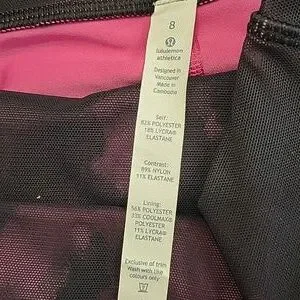 8
lululemon
athletica
Designed in
Vancouver
Made in
Cambodia
Self:
82% POLYESTER
18% LYCRA®
ELASTANE
Contrast:
89% NYLON
11% ELASTANE
Lining:
56% POLYESTER
33% COOLMAX®
POLYESTER
11% LYCRA®
ELASTANE
Exclusive of trim
Wash with like
colours only